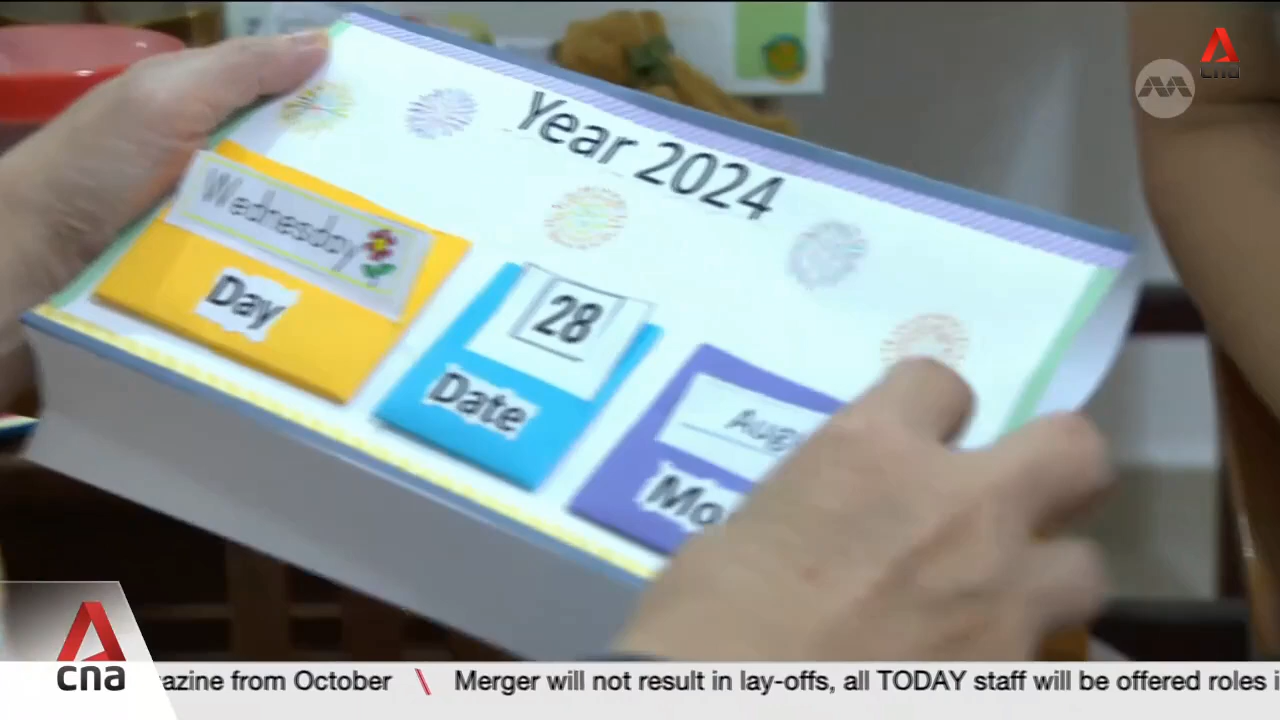 Year 2024
Wednesday
Day
28
Date
cna
cna
azine from October \ Merger will not result in lay-offs, all TODAY staff will be offered roles